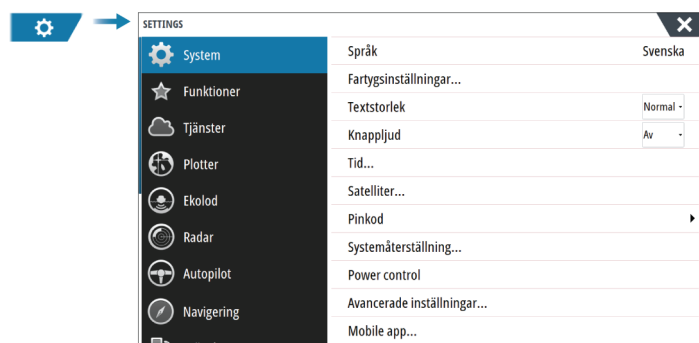 SETTINGS
System
Funktioner
Tjänster
Plotter
Ekolod
Radar
Autopilot
Navigering
Språk Svenska
Fartygsinställningar...
Textstorlek Normal
Knappljud Av
Tid...
Satelliter...
Pinkod
Systemåterställning...
Power control
Avancerade inställningar...
Mobile app...